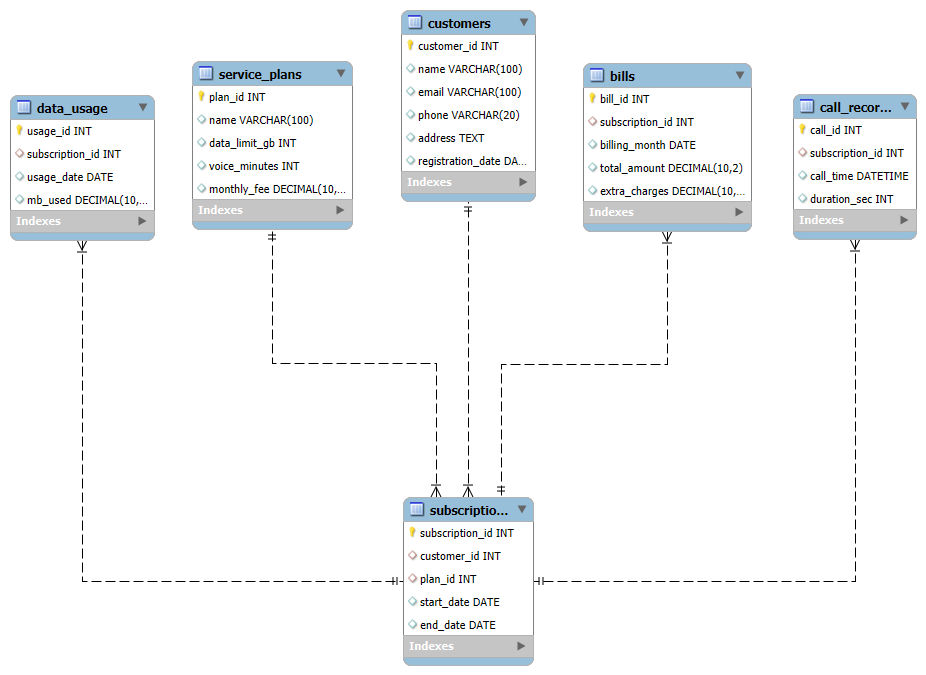 customers
customer_id INT
name VARCHAR(100)
email VARCHAR(100)
phone VARCHAR(20)
address TEXT
registration_date DA...
Indexes
service_plans
plan_id INT
name VARCHAR(100)
data_limit_gb INT
voice_minutes INT
monthly_fee DECIMAL(10,...
Indexes
bills
bill_id INT
subscription_id INT
billing_month DATE
total_amount DECIMAL(10,2)
extra_charges DECIMAL(10,...
Indexes
data_usage
usage_id INT
subscription_id INT
usage_date DATE
mb_used DECIMAL(10,...
Indexes
call_recor...
call_id INT
subscription_id INT
call_time DATETIME
duration_sec INT
Indexes
subscriptio...
subscription_id INT
customer_id INT
plan_id INT
start_date DATE
end_date DATE
Indexes